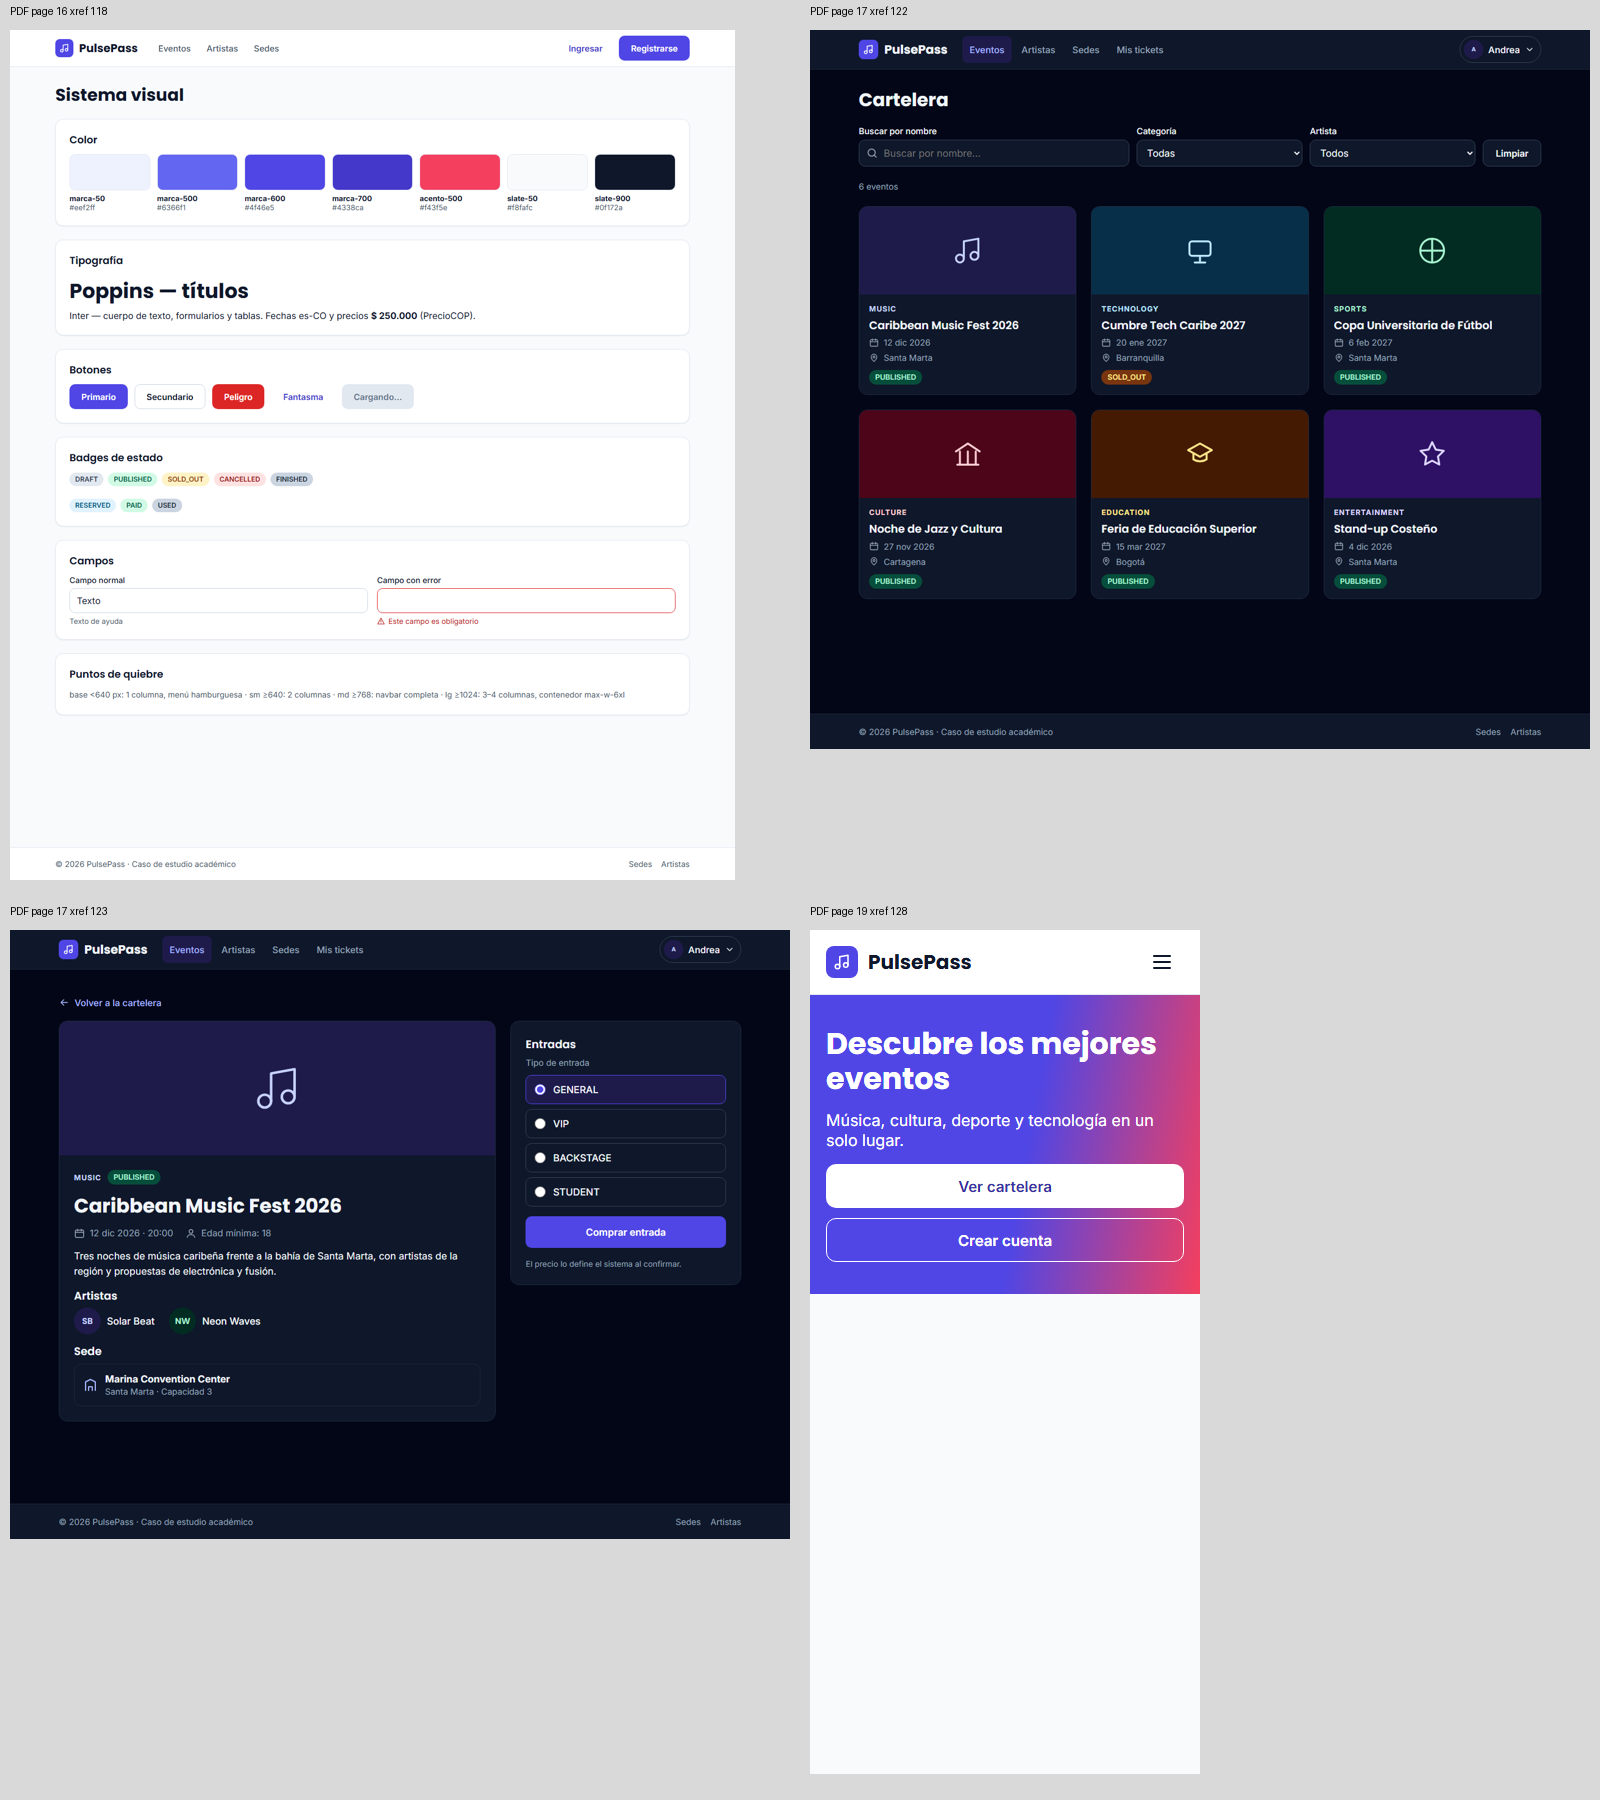 PDF page 16 xref 118
PulsePass Eventos Artistas Sedes Ingresar Registrarse
Sistema visual
Color
marca-50 marca-500 marca-600 marca-700 acento-500 slate-50 slate-900
#eef2ff #6366f1 #4f46e5 #4338ca #f43f5e #f8fafc #0f172a
Tipografía
Poppins — títulos
Inter — cuerpo de texto, formularios y tablas. Fechas es-CO y precios $ 250.000 (PrecioCOP).
Botones
Primario Secundario Peligro Fantasma Cargando...
Badges de estado
DRAFT PUBLISHED SOLD_OUT CANCELLED FINISHED
RESERVED PAID USED
Campos
Campo normal Campo con error
Texto
Texto de ayuda Este campo es obligatorio
Puntos de quiebre
base <640 px: 1 columna, menú hamburguesa · sm ≥640: 2 columnas · md ≥768: navbar completa · lg ≥1024: 3–4 columnas, contenedor max-w-6xl
© 2026 PulsePass · Caso de estudio académico Sedes Artistas
PDF page 17 xref 122
PulsePass Eventos Artistas Sedes Mis tickets A Andrea
Cartelera
Buscar por nombre Categoría Artista
Buscar por nombre... Todas Todos Limpiar
6 eventos
MUSIC TECHNOLOGY SPORTS
Caribbean Music Fest 2026 Cumbre Tech Caribe 2027 Copa Universitaria de Fútbol
12 dic 2026 20 ene 2027 6 feb 2027
Santa Marta Barranquilla Santa Marta
PUBLISHED SOLD_OUT PUBLISHED
CULTURE EDUCATION ENTERTAINMENT
Noche de Jazz y Cultura Feria de Educación Superior Stand-up Costeño
27 nov 2026 15 mar 2027 4 dic 2026
Cartagena Bogotá Santa Marta
PUBLISHED PUBLISHED PUBLISHED
© 2026 PulsePass · Caso de estudio académico Sedes Artistas
PDF page 17 xref 123
PulsePass Eventos Artistas Sedes Mis tickets A Andrea
← Volver a la cartelera
MUSIC PUBLISHED
Caribbean Music Fest 2026
12 dic 2026 · 20:00 Edad mínima: 18
Tres noches de música caribeña frente a la bahía de Santa Marta, con artistas de la
región y propuestas de electrónica y fusión.
Artistas
SB Solar Beat NW Neon Waves
Sede
Marina Convention Center
Santa Marta · Capacidad 3
Entradas
Tipo de entrada
GENERAL
VIP
BACKSTAGE
STUDENT
Comprar entrada
El precio lo define el sistema al confirmar.
© 2026 PulsePass · Caso de estudio académico Sedes Artistas
PDF page 19 xref 128
PulsePass
Descubre los mejores
eventos
Música, cultura, deporte y tecnología en un
solo lugar.
Ver cartelera
Crear cuenta